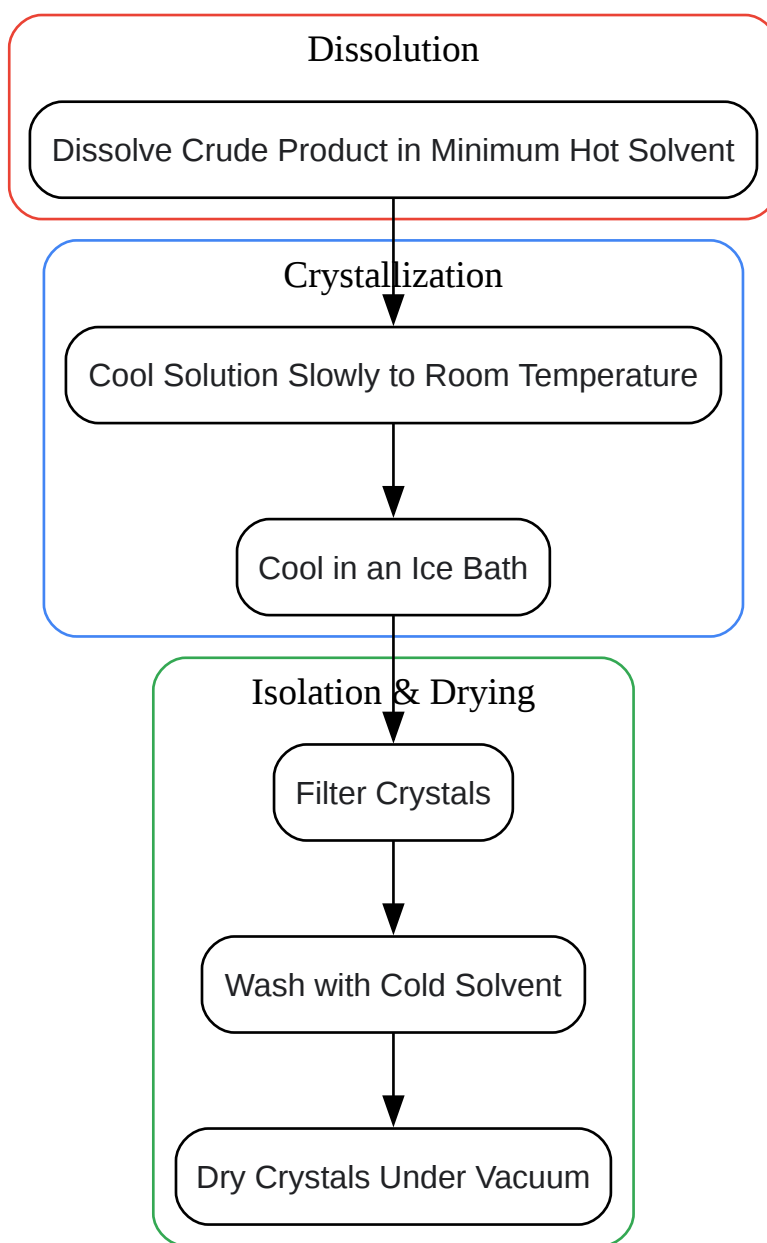 Dissolution
Dissolve Crude Product in Minimum Hot Solvent
Crystallization
Cool Solution Slowly to Room Temperature
Cool in an Ice Bath
Isolation & Drying
Filter Crystals
Wash with Cold Solvent
Dry Crystals Under Vacuum